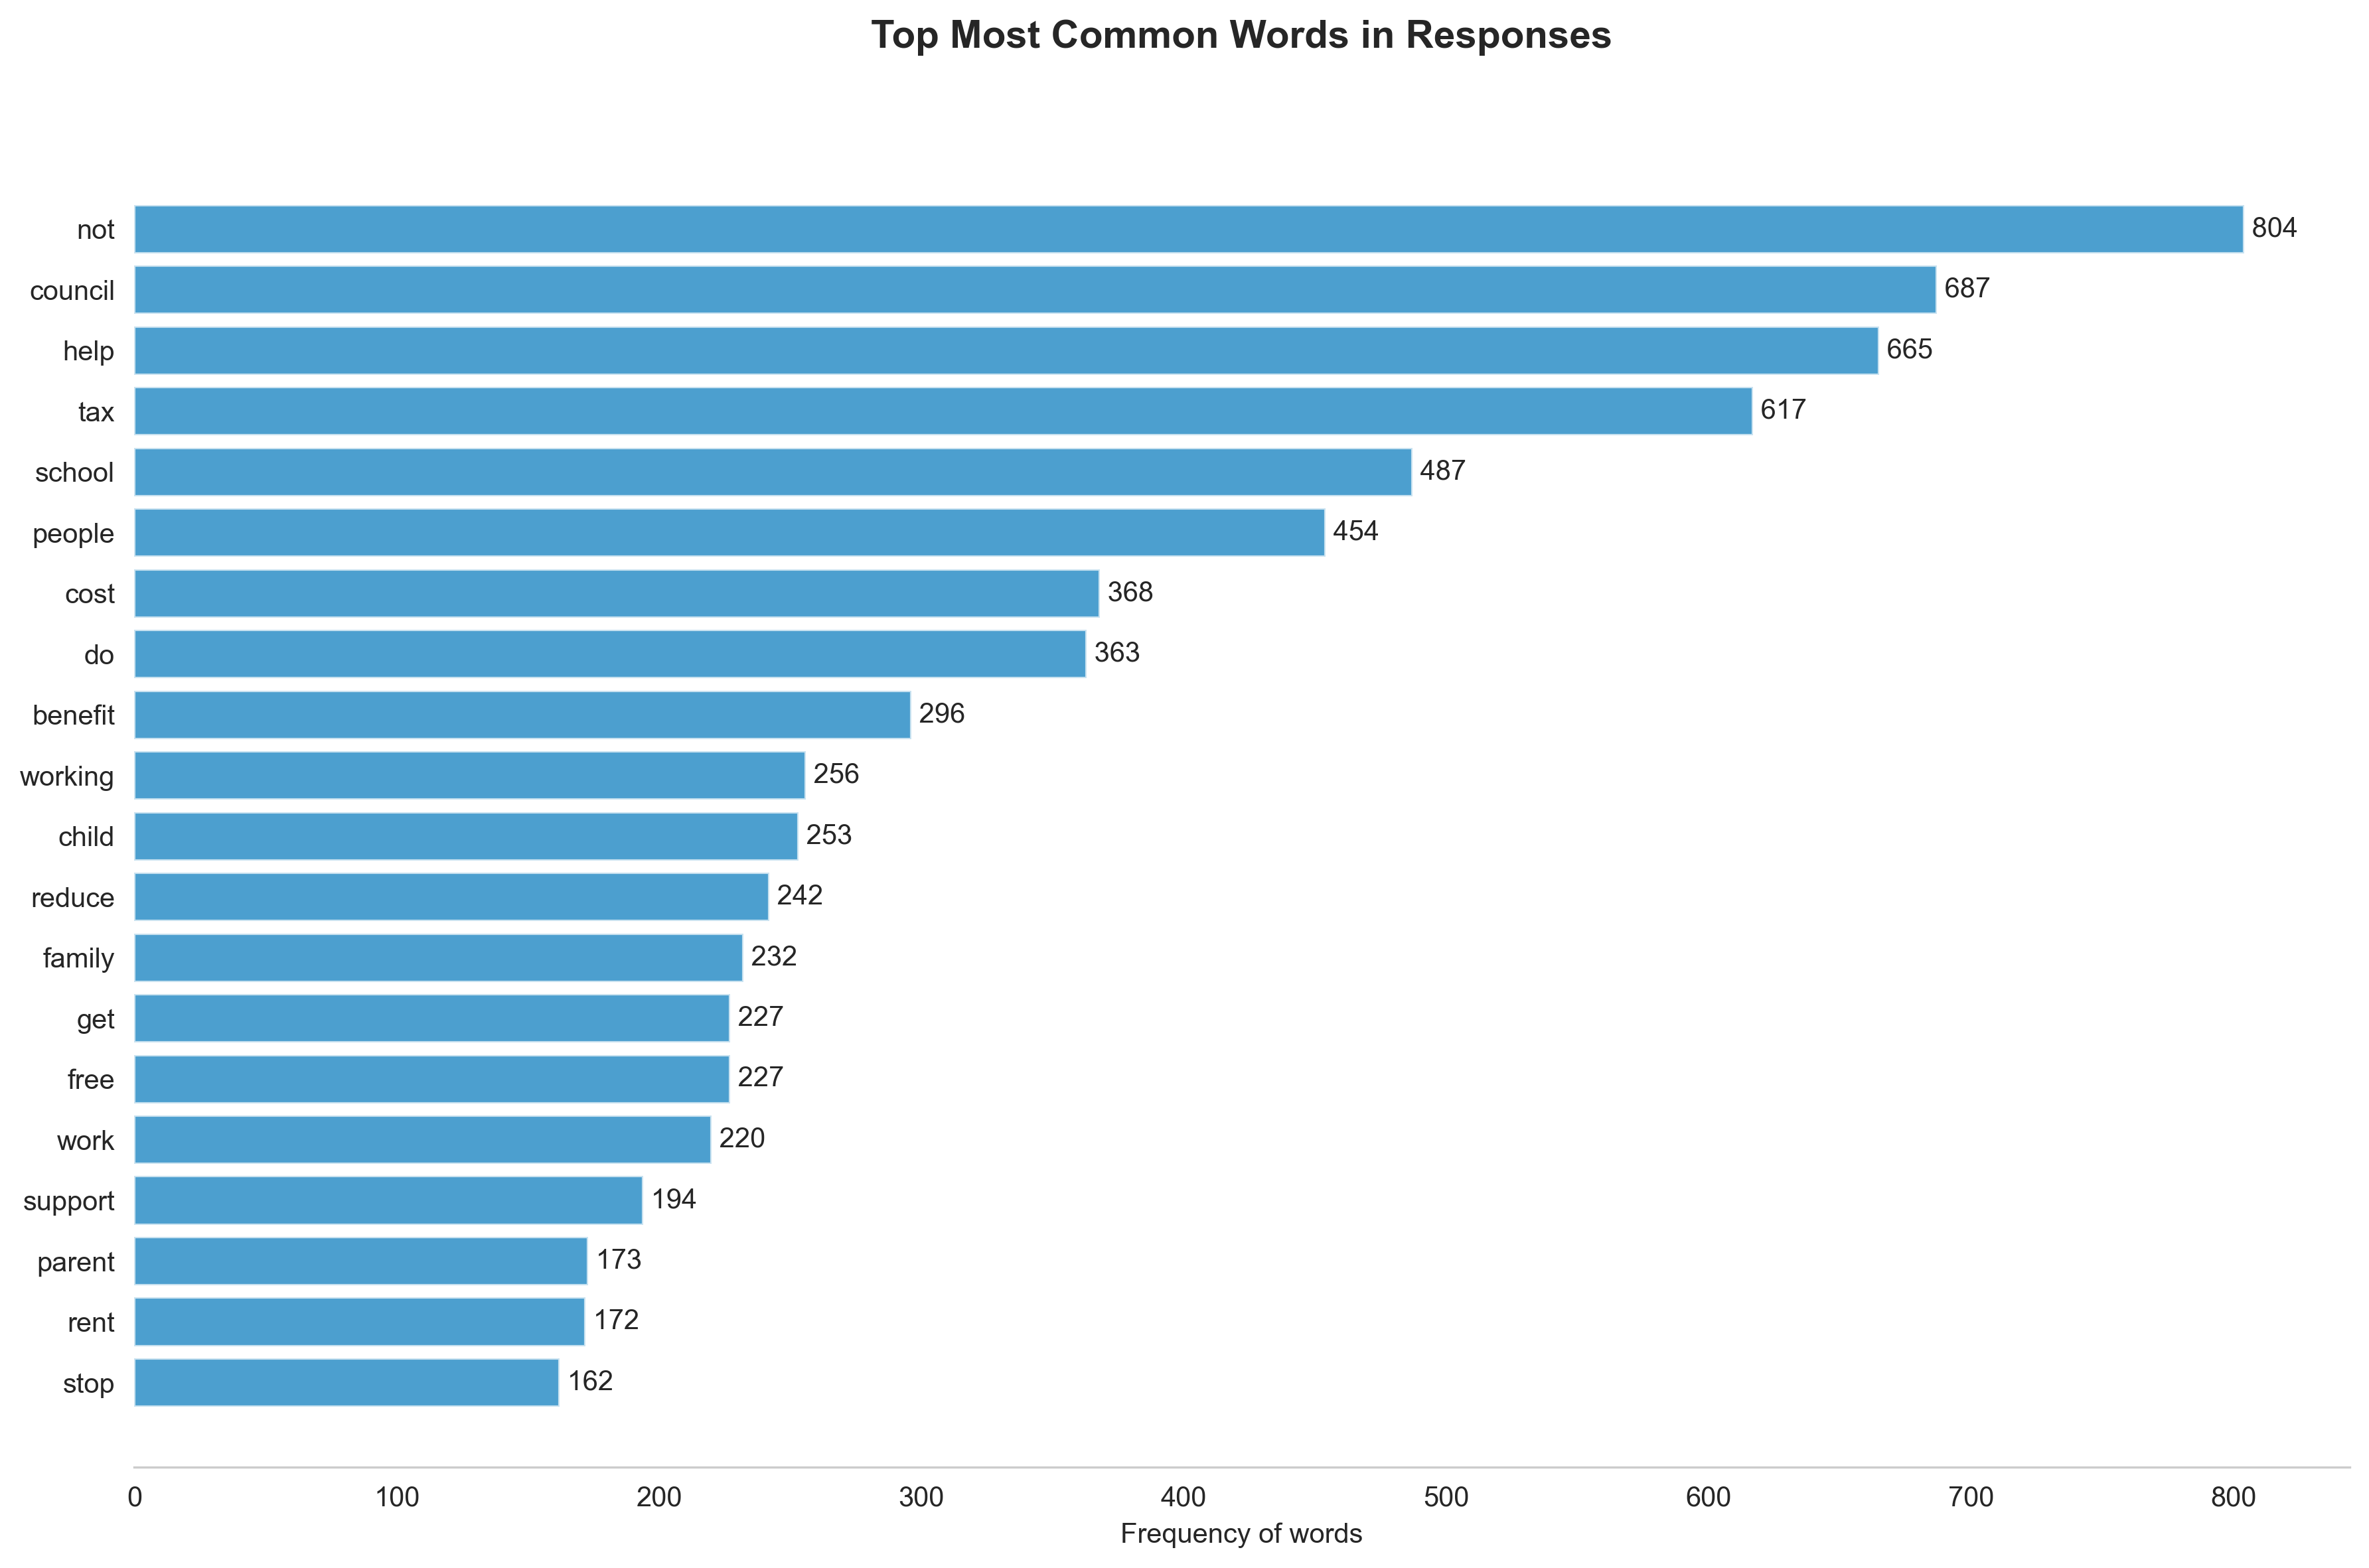 Top Most Common Words in Responses
not 804
council 687
help 665
tax 617
school 487
people 454
cost 368
do 363
benefit 296
working 256
child 253
reduce 242
family 232
get 227
free 227
work 220
support 194
parent 173
rent 172
stop 162
0 100 200 300 400 500 600 700 800
Frequency of words